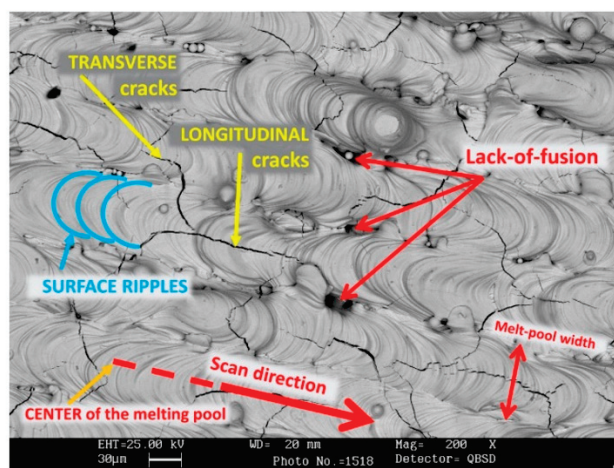 TRANSVERSE
cracks
LONGITUDINAL
cracks
Lack-of-fusion
SURFACE RIPPLES
Melt-pool width
Scan direction
CENTER of the melting pool
EHT=25.00 kV WD= 20 mm Mag= 200 X
30µm Photo No.=1518 Detector= QBSD